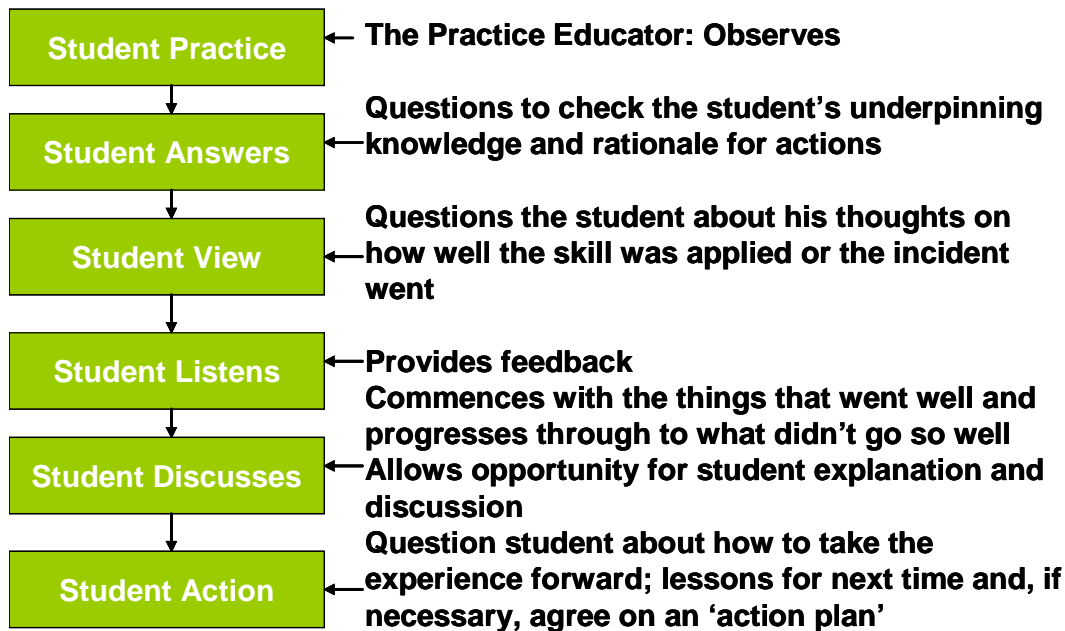 Student Practice
The Practice Educator: Observes
Student Answers
Questions to check the student’s underpinning
knowledge and rationale for actions
Student View
Questions the student about his thoughts on
how well the skill was applied or the incident
went
Student Listens
Provides feedback
Commences with the things that went well and
progresses through to what didn’t go so well
Student Discusses
Allows opportunity for student explanation and
discussion
Student Action
Question student about how to take the
experience forward; lessons for next time and, if
necessary, agree on an ‘action plan’